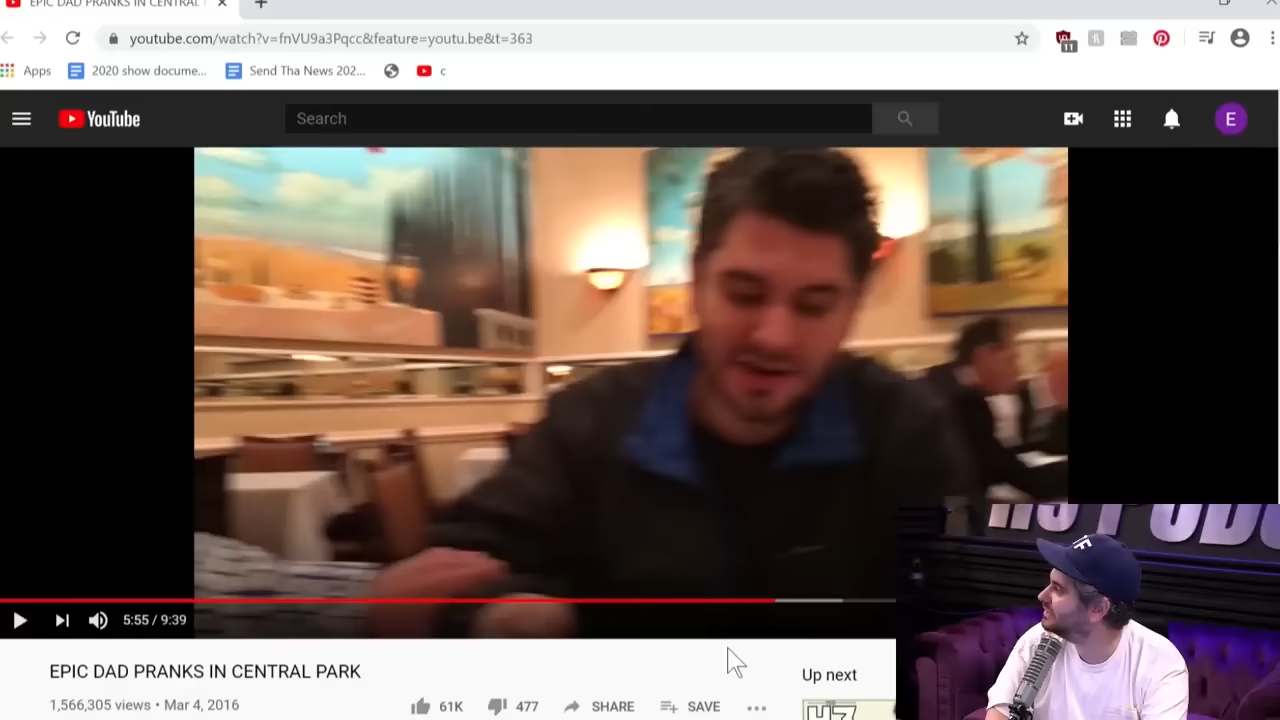 EPIC DAD PRANKS IN CENTRAL
youtube.com/watch?v=fnVU9a3Pqcc&feature=youtu.be&t=363
11
Apps
2020 show docume...
Send Tha News 202...
c
YouTube
Search
E
5:55 / 9:39
IF
EPIC DAD PRANKS IN CENTRAL PARK
Up next
1,566,305 views • Mar 4, 2016
61K
477
SHARE
SAVE